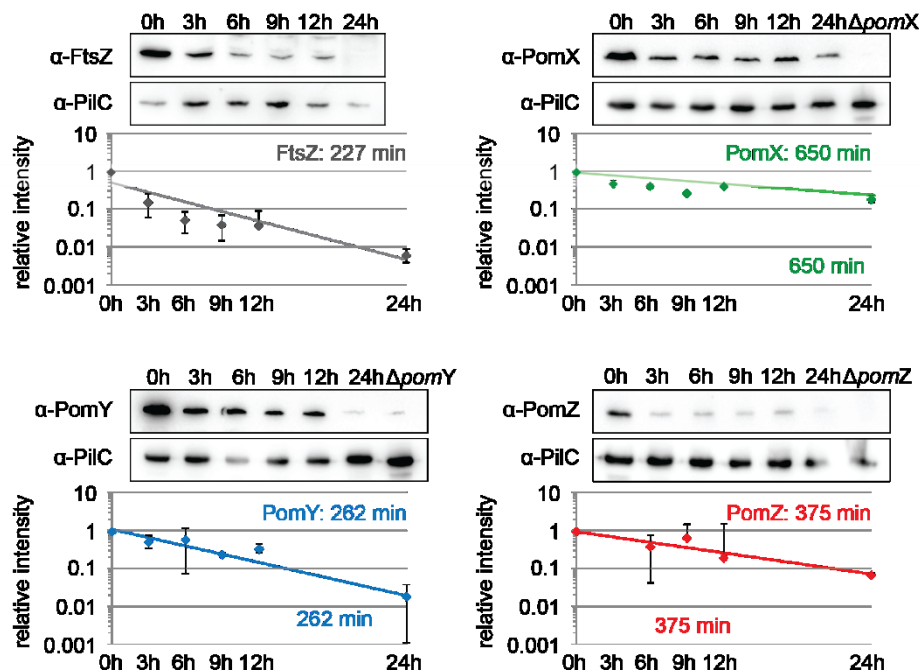 0h 3h 6h 9h 12h 24h
α-FtsZ
α-PilC
relative intensity
10
1
0.1
0.01
0.001
FtsZ: 227 min
0h 3h 6h 9h 12h 24h
0h 3h 6h 9h 12h 24h ΔpomX
α-PomX
α-PilC
relative intensity
10
1
0.1
0.01
0.001
PomX: 650 min
650 min
0h 3h 6h 9h 12h 24h
0h 3h 6h 9h 12h 24h ΔpomY
α-PomY
α-PilC
relative intensity
10
1
0.1
0.01
0.001
PomY: 262 min
262 min
0h 3h 6h 9h 12h 24h
0h 3h 6h 9h 12h 24h ΔpomZ
α-PomZ
α-PilC
relative intensity
10
1
0.1
0.01
0.001
PomZ: 375 min
375 min
0h 3h 6h 9h 12h 24h